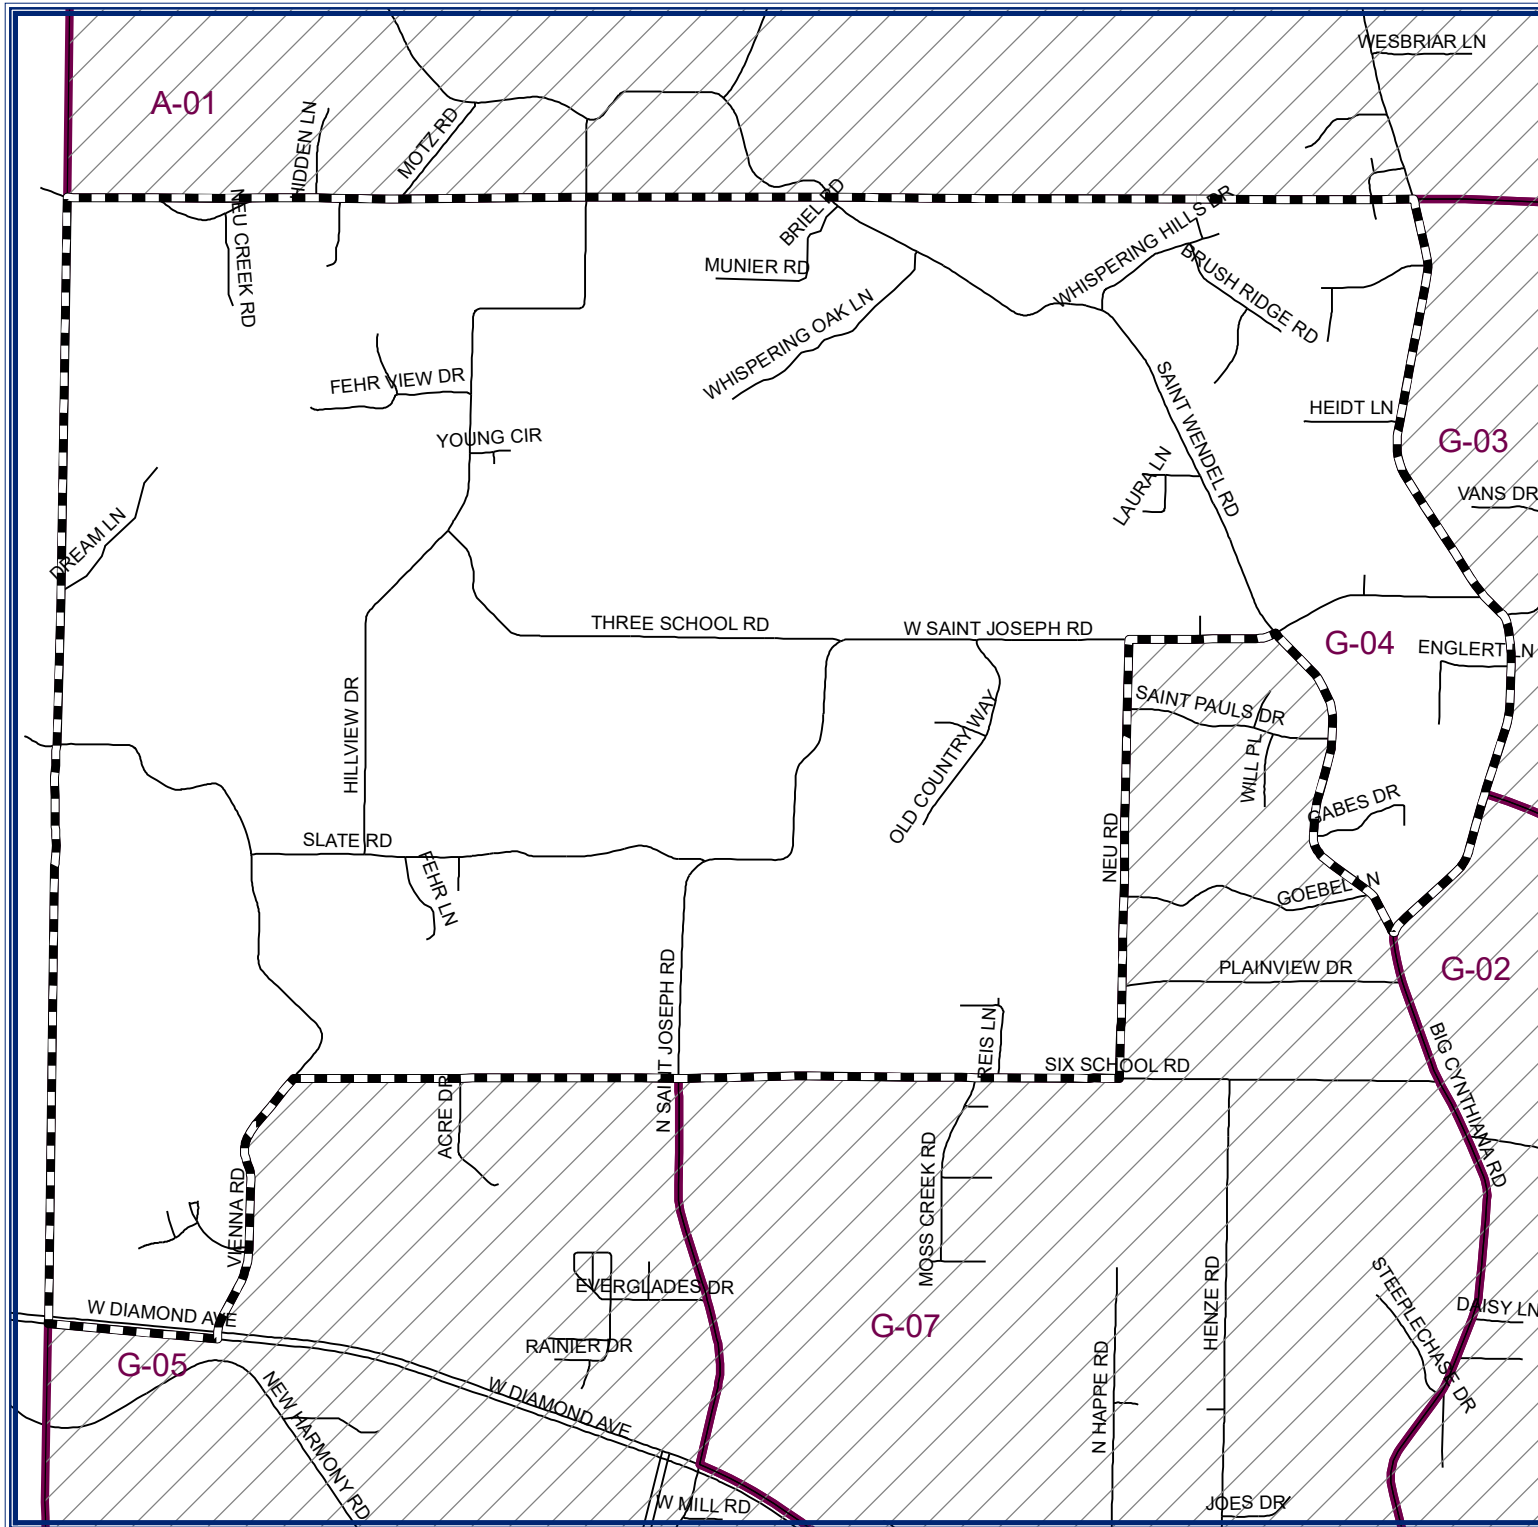 WESBRIAR LN
A-01
HIDDEN LN
MOTZ RD
NEU CREEK RD
BRIEL RD
MUNIER RD
WHISPERING HILLS DR
BRUSH RIDGE RD
WHISPERING OAK LN
FEHR VIEW DR
SAINT WENDEL RD
HEIDT LN
YOUNG CIR
G-03
LAURA LN
VANS DR
DREAM LN
THREE SCHOOL RD
W SAINT JOSEPH RD
G-04
ENGLERT LN
HILLVIEW DR
SAINT PAULS DR
OLD COUNTRY WAY
WILL PL
GABES DR
SLATE RD
NEU RD
FEHR LN
GOEBEL LN
PLAINVIEW DR
G-02
N SAINT JOSEPH RD
REIS LN
SIX SCHOOL RD
BIG CYNTHIANA RD
ACRE DR
MOSS CREEK RD
VIENNA RD
EVERGLADES DR
HENZE RD
STEEPLECHASE DR
DAISY LN
W DIAMOND AVE
G-07
RAINIER DR
G-05
N HAPPE RD
NEW HARMONY RD
W DIAMOND AVE
W MILL RD
JOES DR